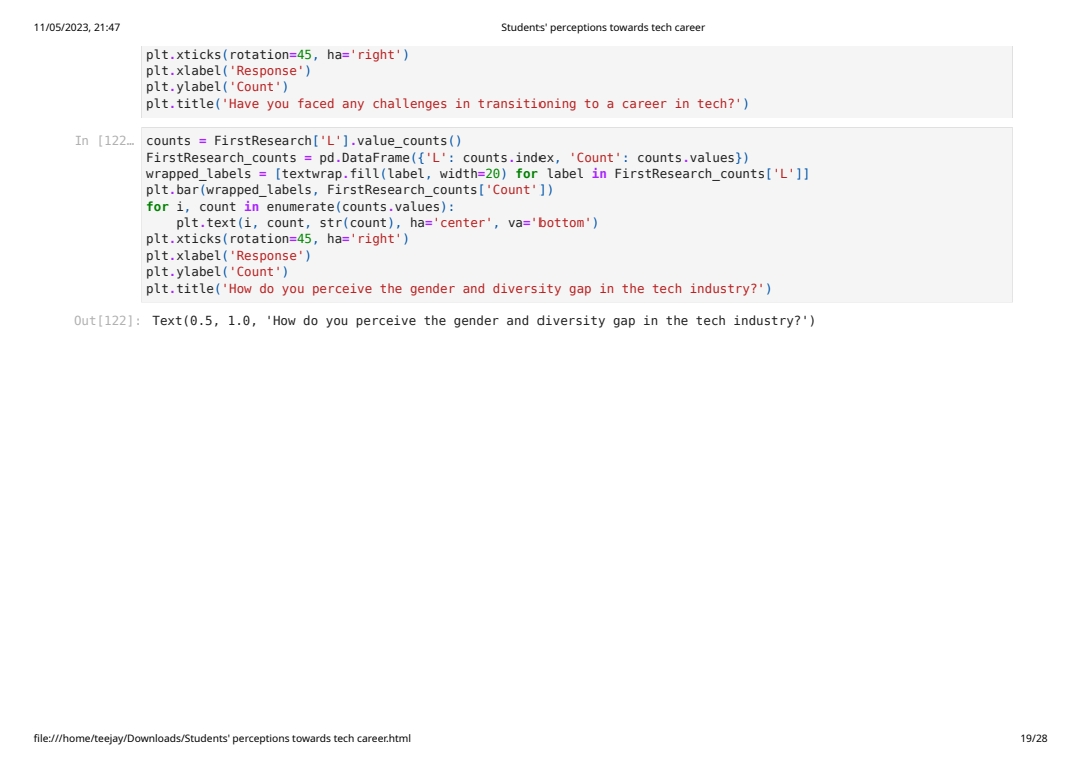 11/05/2023, 21:47 Students' perceptions towards tech career
plt.xticks(rotation=45, ha='right')
plt.xlabel('Response')
plt.ylabel('Count')
plt.title('Have you faced any challenges in transitioning to a career in tech?')
In [122… counts = FirstResearch['L'].value_counts()
FirstResearch_counts = pd.DataFrame({'L': counts.index, 'Count': counts.values})
wrapped_labels = [textwrap.fill(label, width=20) for label in FirstResearch_counts['L']]
plt.bar(wrapped_labels, FirstResearch_counts['Count'])
for i, count in enumerate(counts.values):
    plt.text(i, count, str(count), ha='center', va='bottom')
plt.xticks(rotation=45, ha='right')
plt.xlabel('Response')
plt.ylabel('Count')
plt.title('How do you perceive the gender and diversity gap in the tech industry?')
Out[122]: Text(0.5, 1.0, 'How do you perceive the gender and diversity gap in the tech industry?')
file:///home/teejay/Downloads/Students' perceptions towards tech career.html 19/28